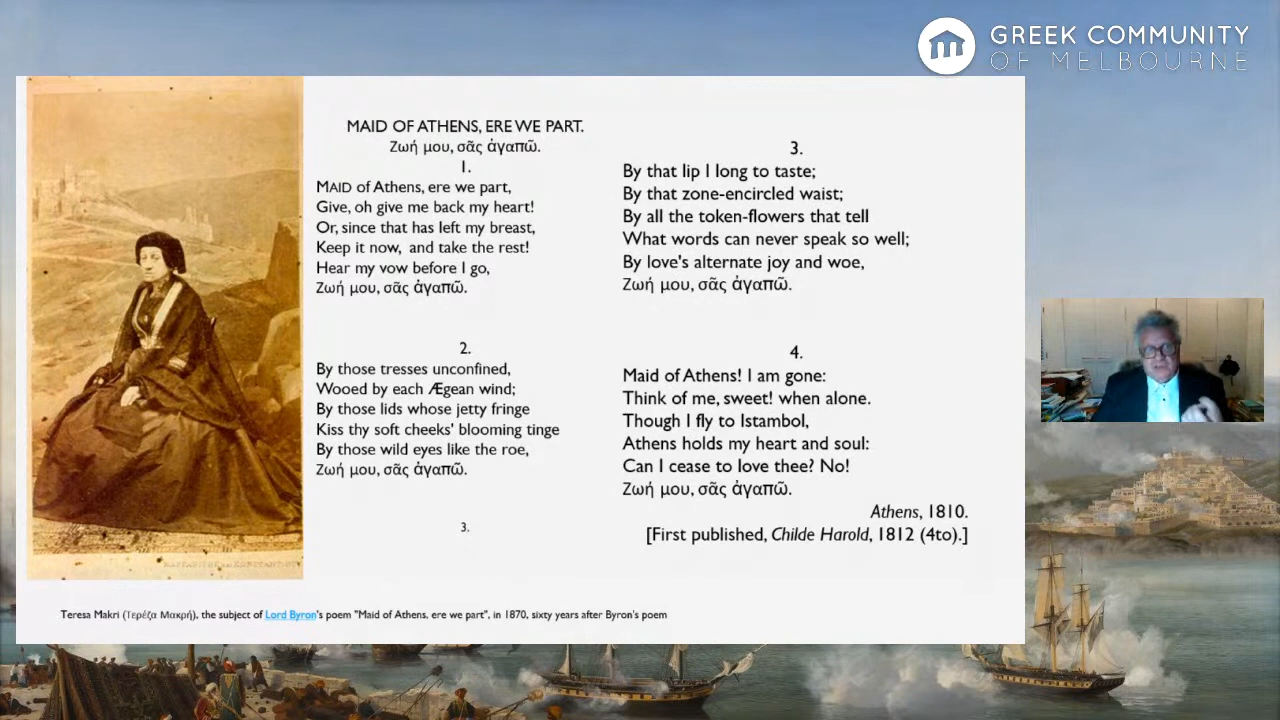 GREEK COMMUNITY
OF MELBOURNE
MAID OF ATHENS, ERE WE PART.
Ζωή μου, σᾶς ἀγαπῶ.
1.
MAID of Athens, ere we part,
Give, oh give me back my heart!
Or, since that has left my breast,
Keep it now, and take the rest!
Hear my vow before I go,
Ζωή μου, σᾶς ἀγαπῶ.
2.
By those tresses unconfined,
Wooed by each Ægean wind;
By those lids whose jetty fringe
Kiss thy soft cheeks' blooming tinge
By those wild eyes like the roe,
Ζωή μου, σᾶς ἀγαπῶ.
3.
3.
By that lip I long to taste;
By that zone-encircled waist;
By all the token-flowers that tell
What words can never speak so well;
By love's alternate joy and woe,
Ζωή μου, σᾶς ἀγαπῶ.
4.
Maid of Athens! I am gone:
Think of me, sweet! when alone.
Though I fly to Istambol,
Athens holds my heart and soul:
Can I cease to love thee? No!
Ζωή μου, σᾶς ἀγαπῶ.
Athens, 1810.
[First published, Childe Harold, 1812 (4to).]
Teresa Makri (Τερέζα Μακρή), the subject of Lord Byron's poem "Maid of Athens, ere we part", in 1870, sixty years after Byron's poem